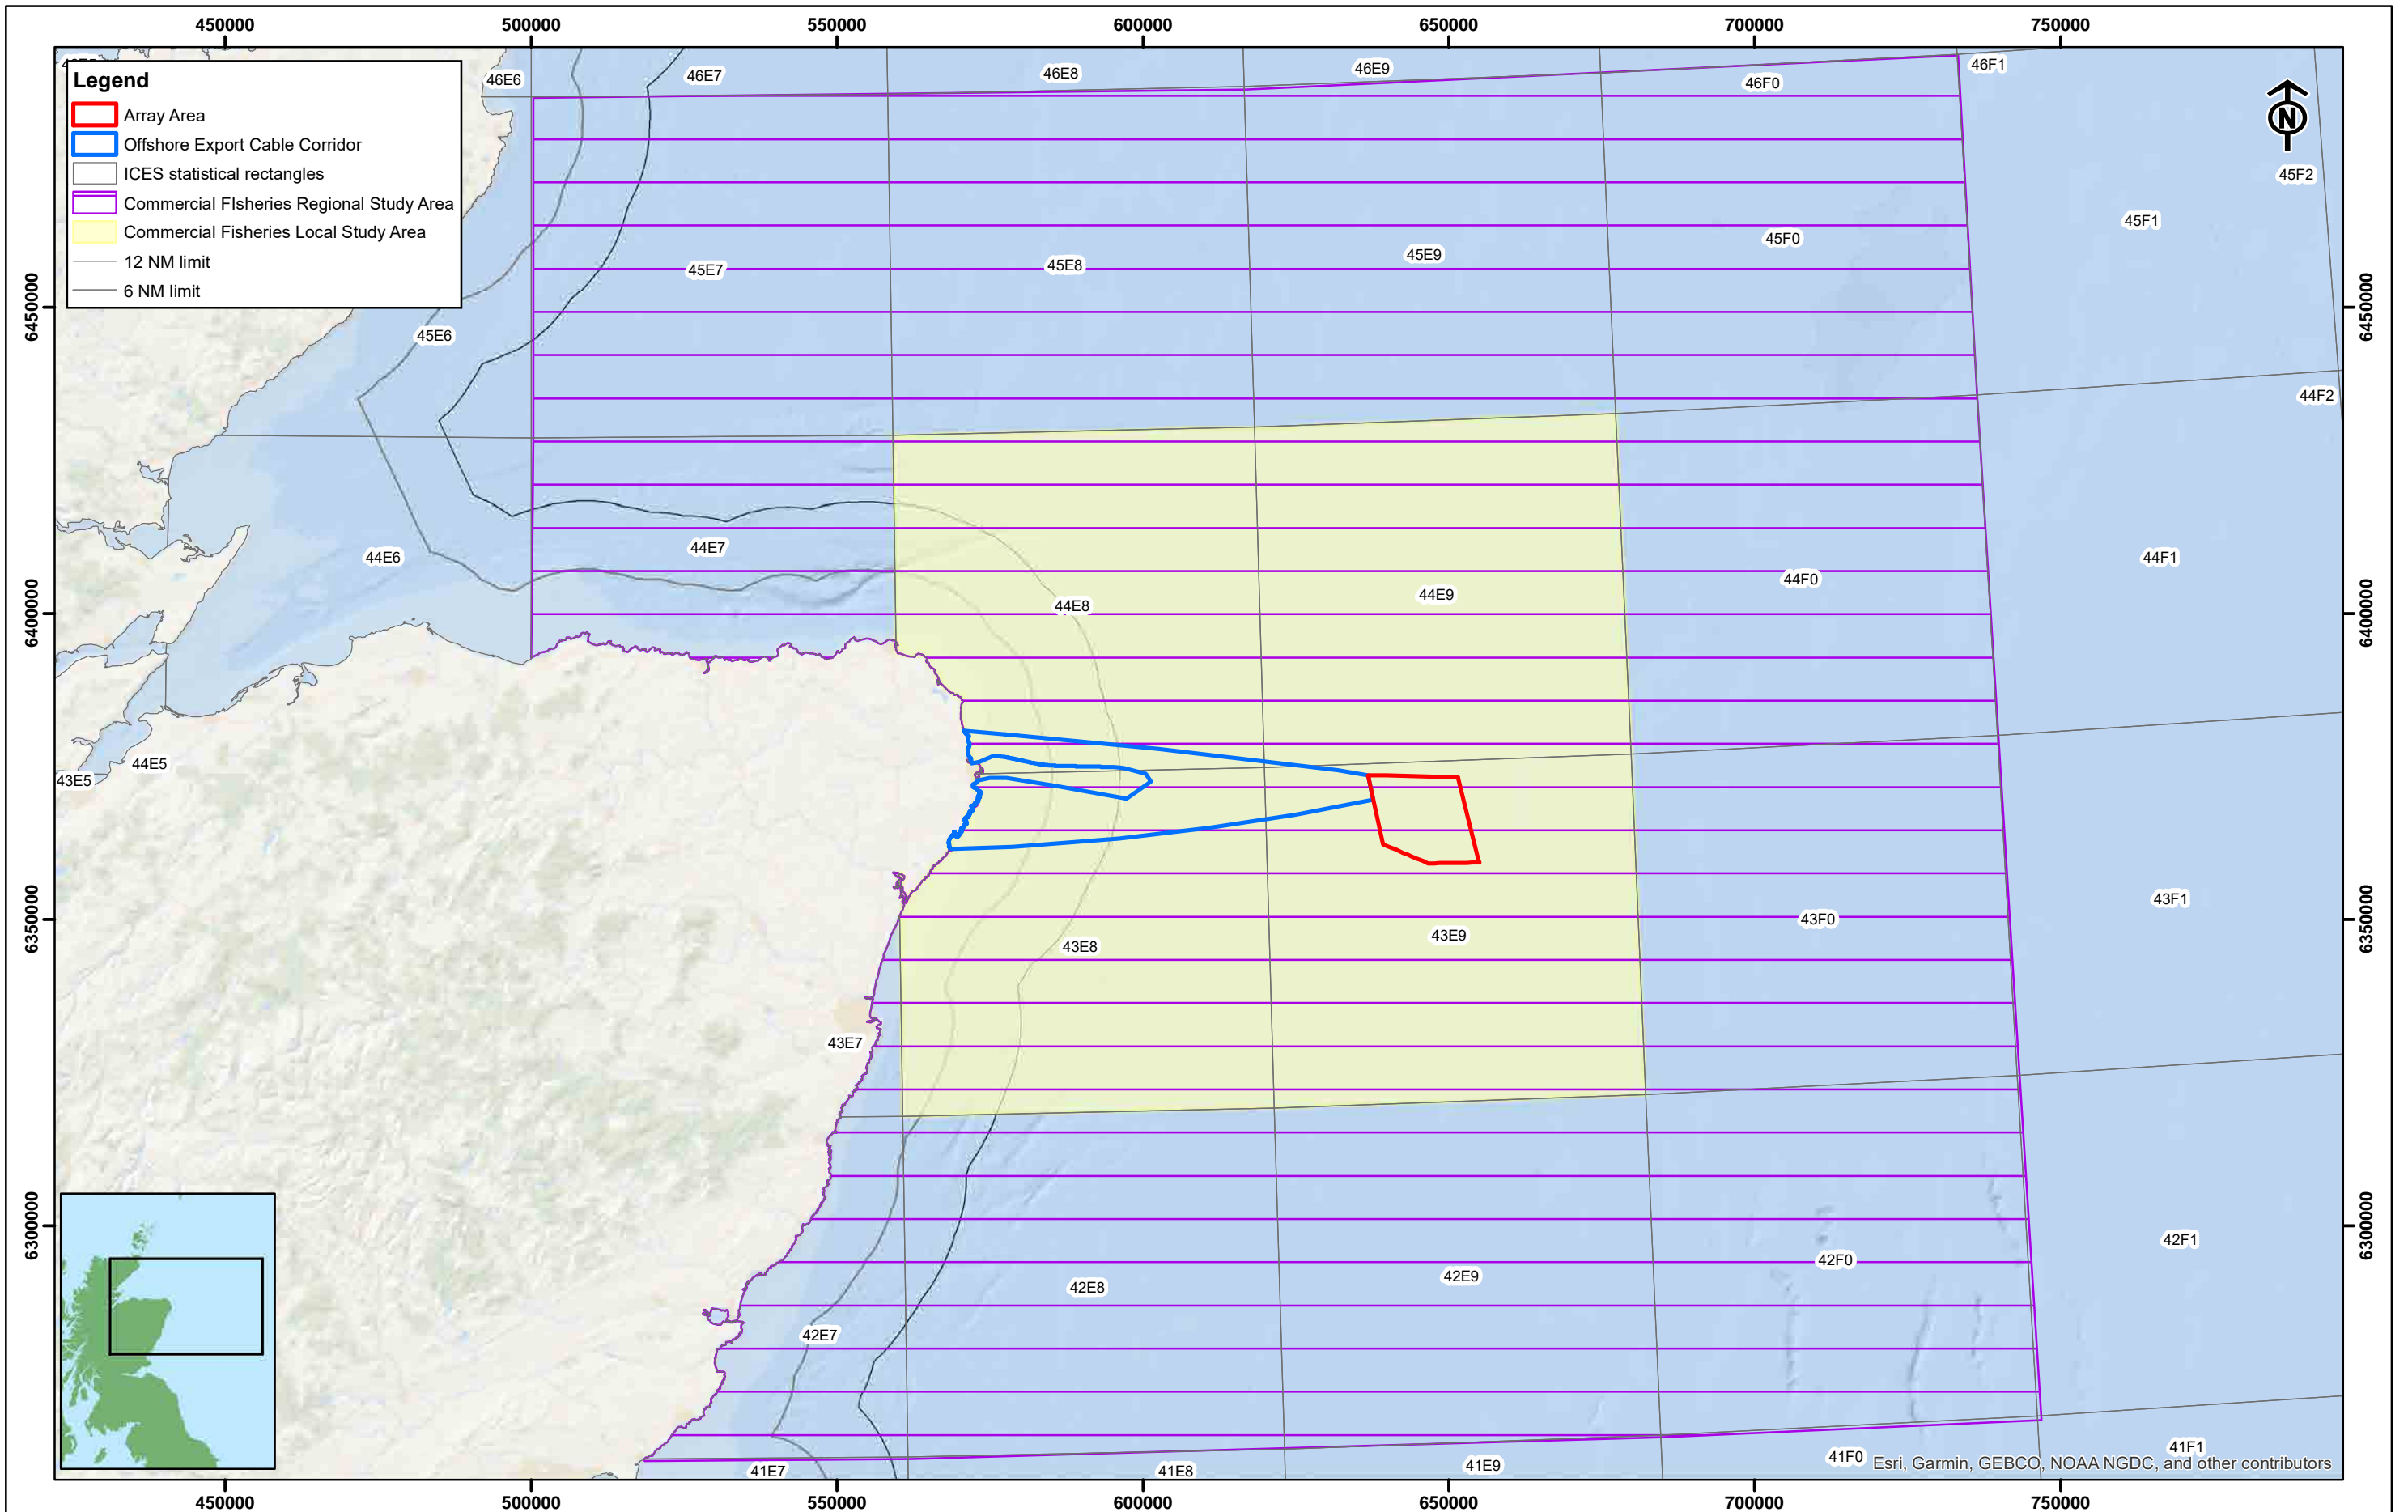 450000 500000 550000 600000 650000 700000 750000
Legend
Array Area
Offshore Export Cable Corridor
ICES statistical rectangles
Commercial FIsheries Regional Study Area
Commercial Fisheries Local Study Area
12 NM limit
6 NM limit
46E6 46E7 46E8 46E9 46F0 46F1
N
45F2
45E6 45E7 45E8 45E9 45F0 45F1
6450000 6450000
44F2
44E5 44E6 44E7 44E8 44E9 44F0 44F1
6400000 6400000
43E5 43E7 43E8 43E9 43F0 43F1
6350000 6350000
42E7 42E8 42E9 42F0 42F1
6300000 6300000
41E7 41E8 41E9 41F0 41F1
Esri, Garmin, GEBCO, NOAA NGDC, and other contributors
450000 500000 550000 600000 650000 700000 750000